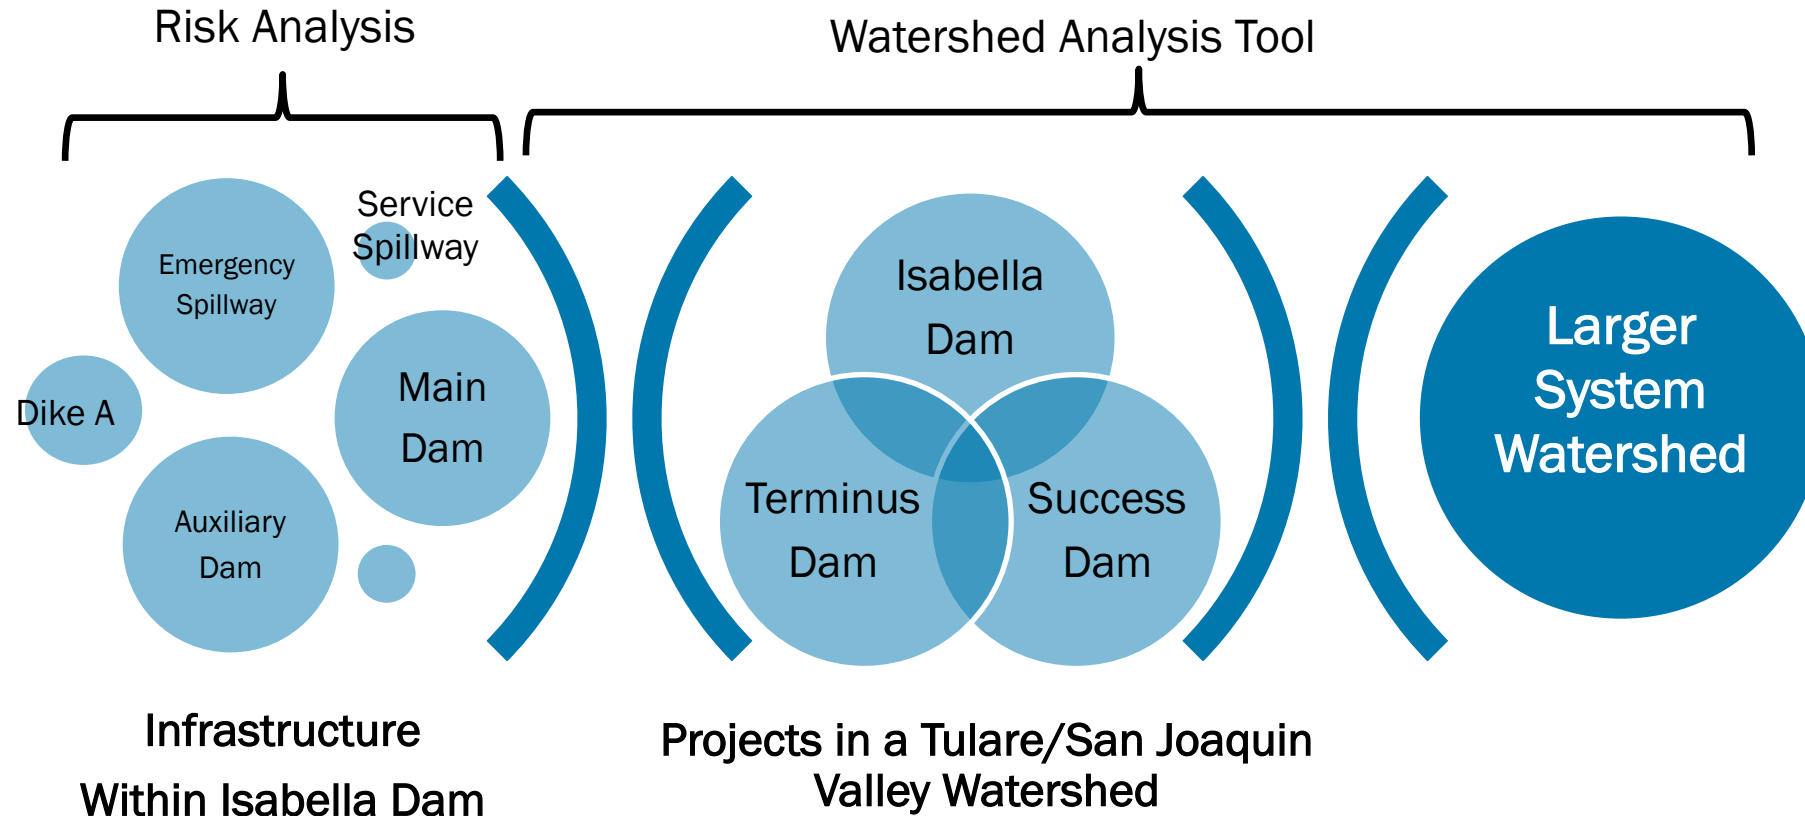 Risk Analysis
Watershed Analysis Tool
Service
Spillway
Emergency
Spillway
Dike A
Main
Dam
Auxiliary
Dam
Isabella
Dam
Terminus
Dam
Success
Dam
Larger
System
Watershed
Infrastructure
Within Isabella Dam
Projects in a Tulare/San Joaquin
Valley Watershed